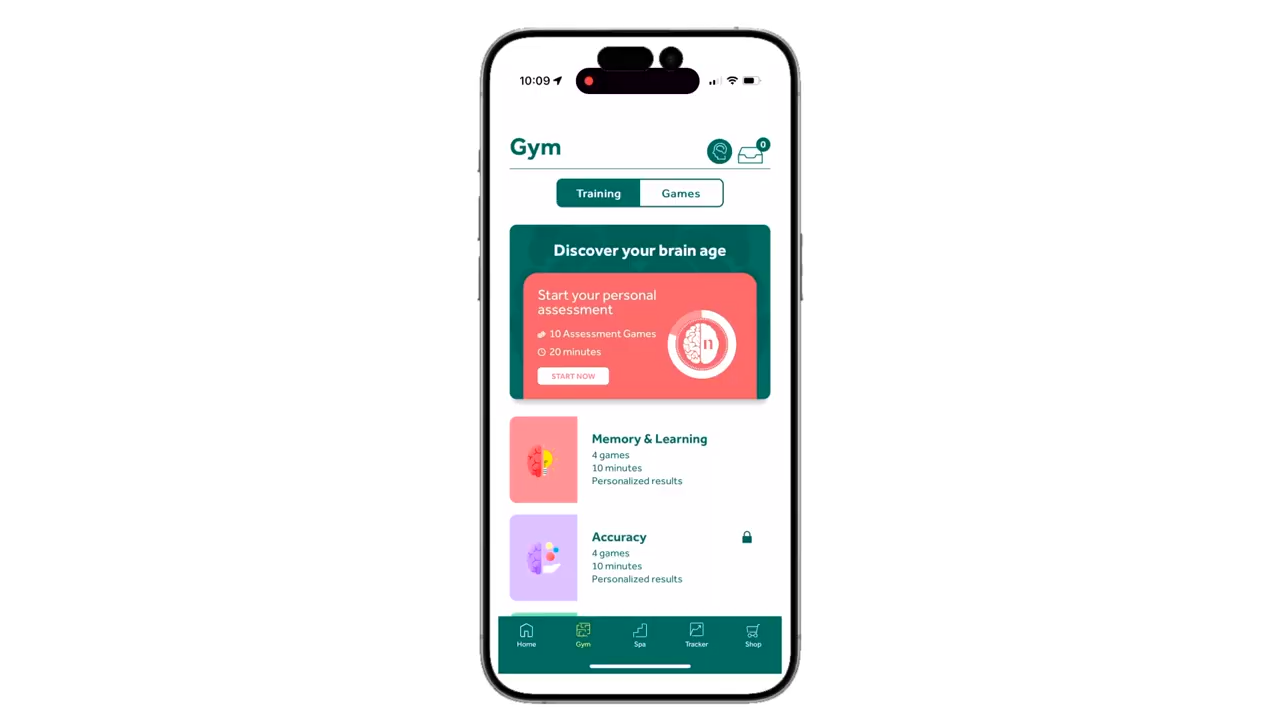 10:09
Gym
0
Training Games
Discover your brain age
Start your personal
assessment
10 Assessment Games
n
20 minutes
START NOW
Memory & Learning
4 games
10 minutes
Personalized results
Accuracy
4 games
10 minutes
Personalized results
Home Gym Spa Tracker Shop